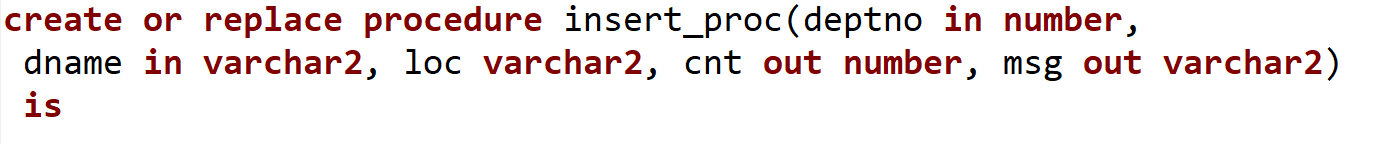 create or replace procedure insert_proc(deptno in number,
dname in varchar2, loc varchar2, cnt out number, msg out varchar2)
is